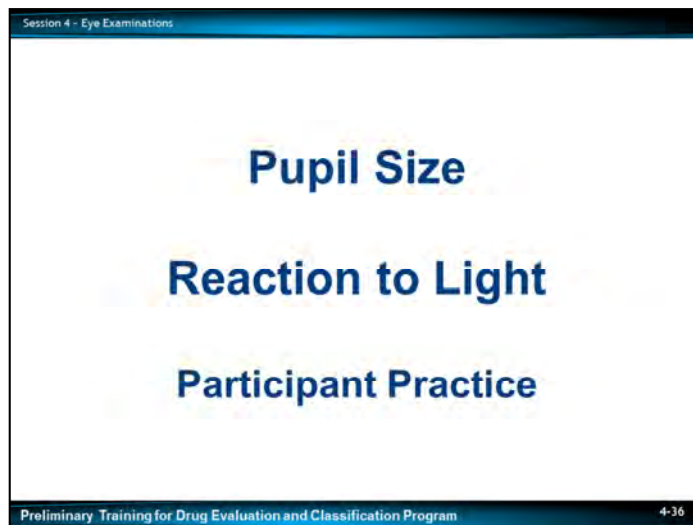 Session 4 - Eye Examinations
Pupil Size
Reaction to Light
Participant Practice
Preliminary Training for Drug Evaluation and Classification Program
4-36